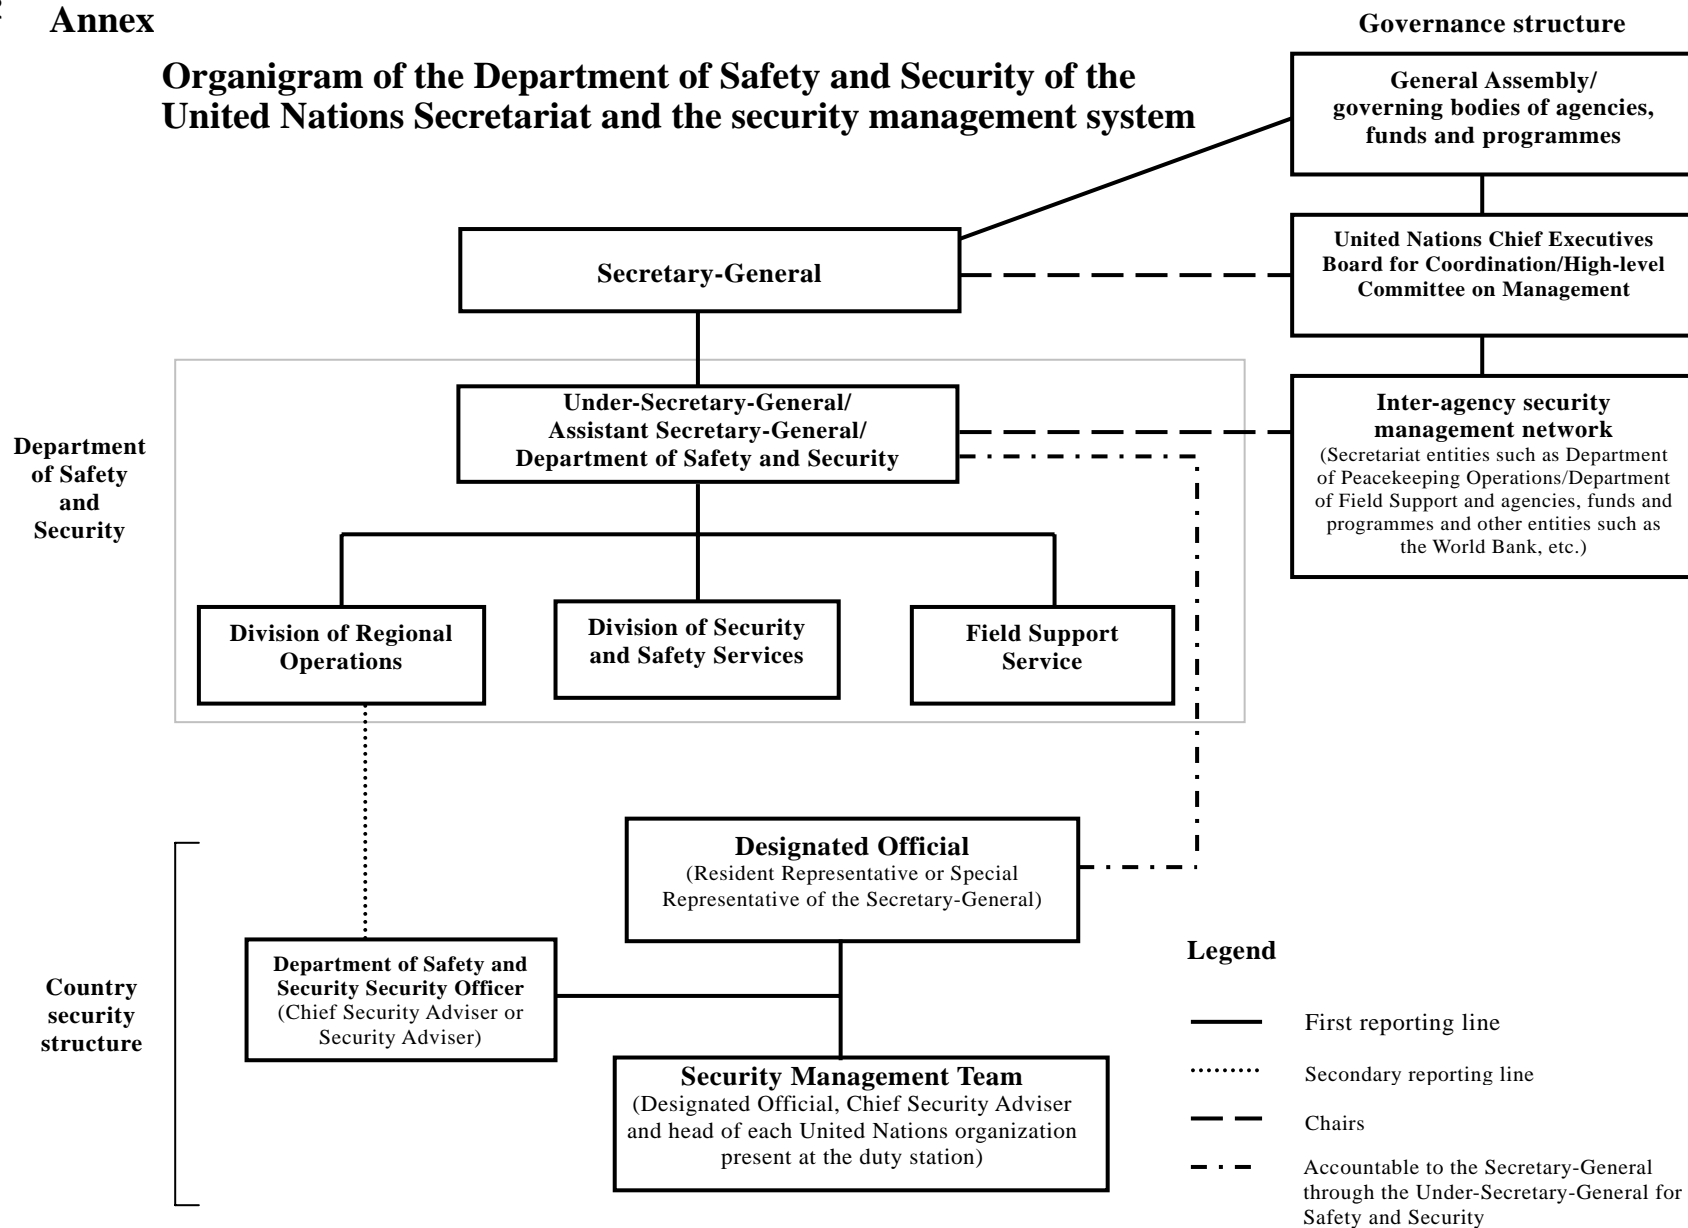 Annex
Organigram of the Department of Safety and Security of the
United Nations Secretariat and the security management system
Governance structure
General Assembly/
governing bodies of agencies,
funds and programmes
Secretary-General
United Nations Chief Executives
Board for Coordination/High-level
Committee on Management
Department
of Safety
and
Security
Under-Secretary-General/
Assistant Secretary-General/
Department of Safety and Security
Inter-agency security
management network
(Secretariat entities such as Department
of Peacekeeping Operations/Department
of Field Support and agencies, funds and
programmes and other entities such as
the World Bank, etc.)
Division of Regional
Operations
Division of Security
and Safety Services
Field Support
Service
Country
security
structure
Designated Official
(Resident Representative or Special
Representative of the Secretary-General)
Department of Safety and
Security Security Officer
(Chief Security Adviser or
Security Adviser)
Security Management Team
(Designated Official, Chief Security Adviser
and head of each United Nations organization
present at the duty station)
Legend
First reporting line
Secondary reporting line
Chairs
Accountable to the Secretary-General
through the Under-Secretary-General for
Safety and Security